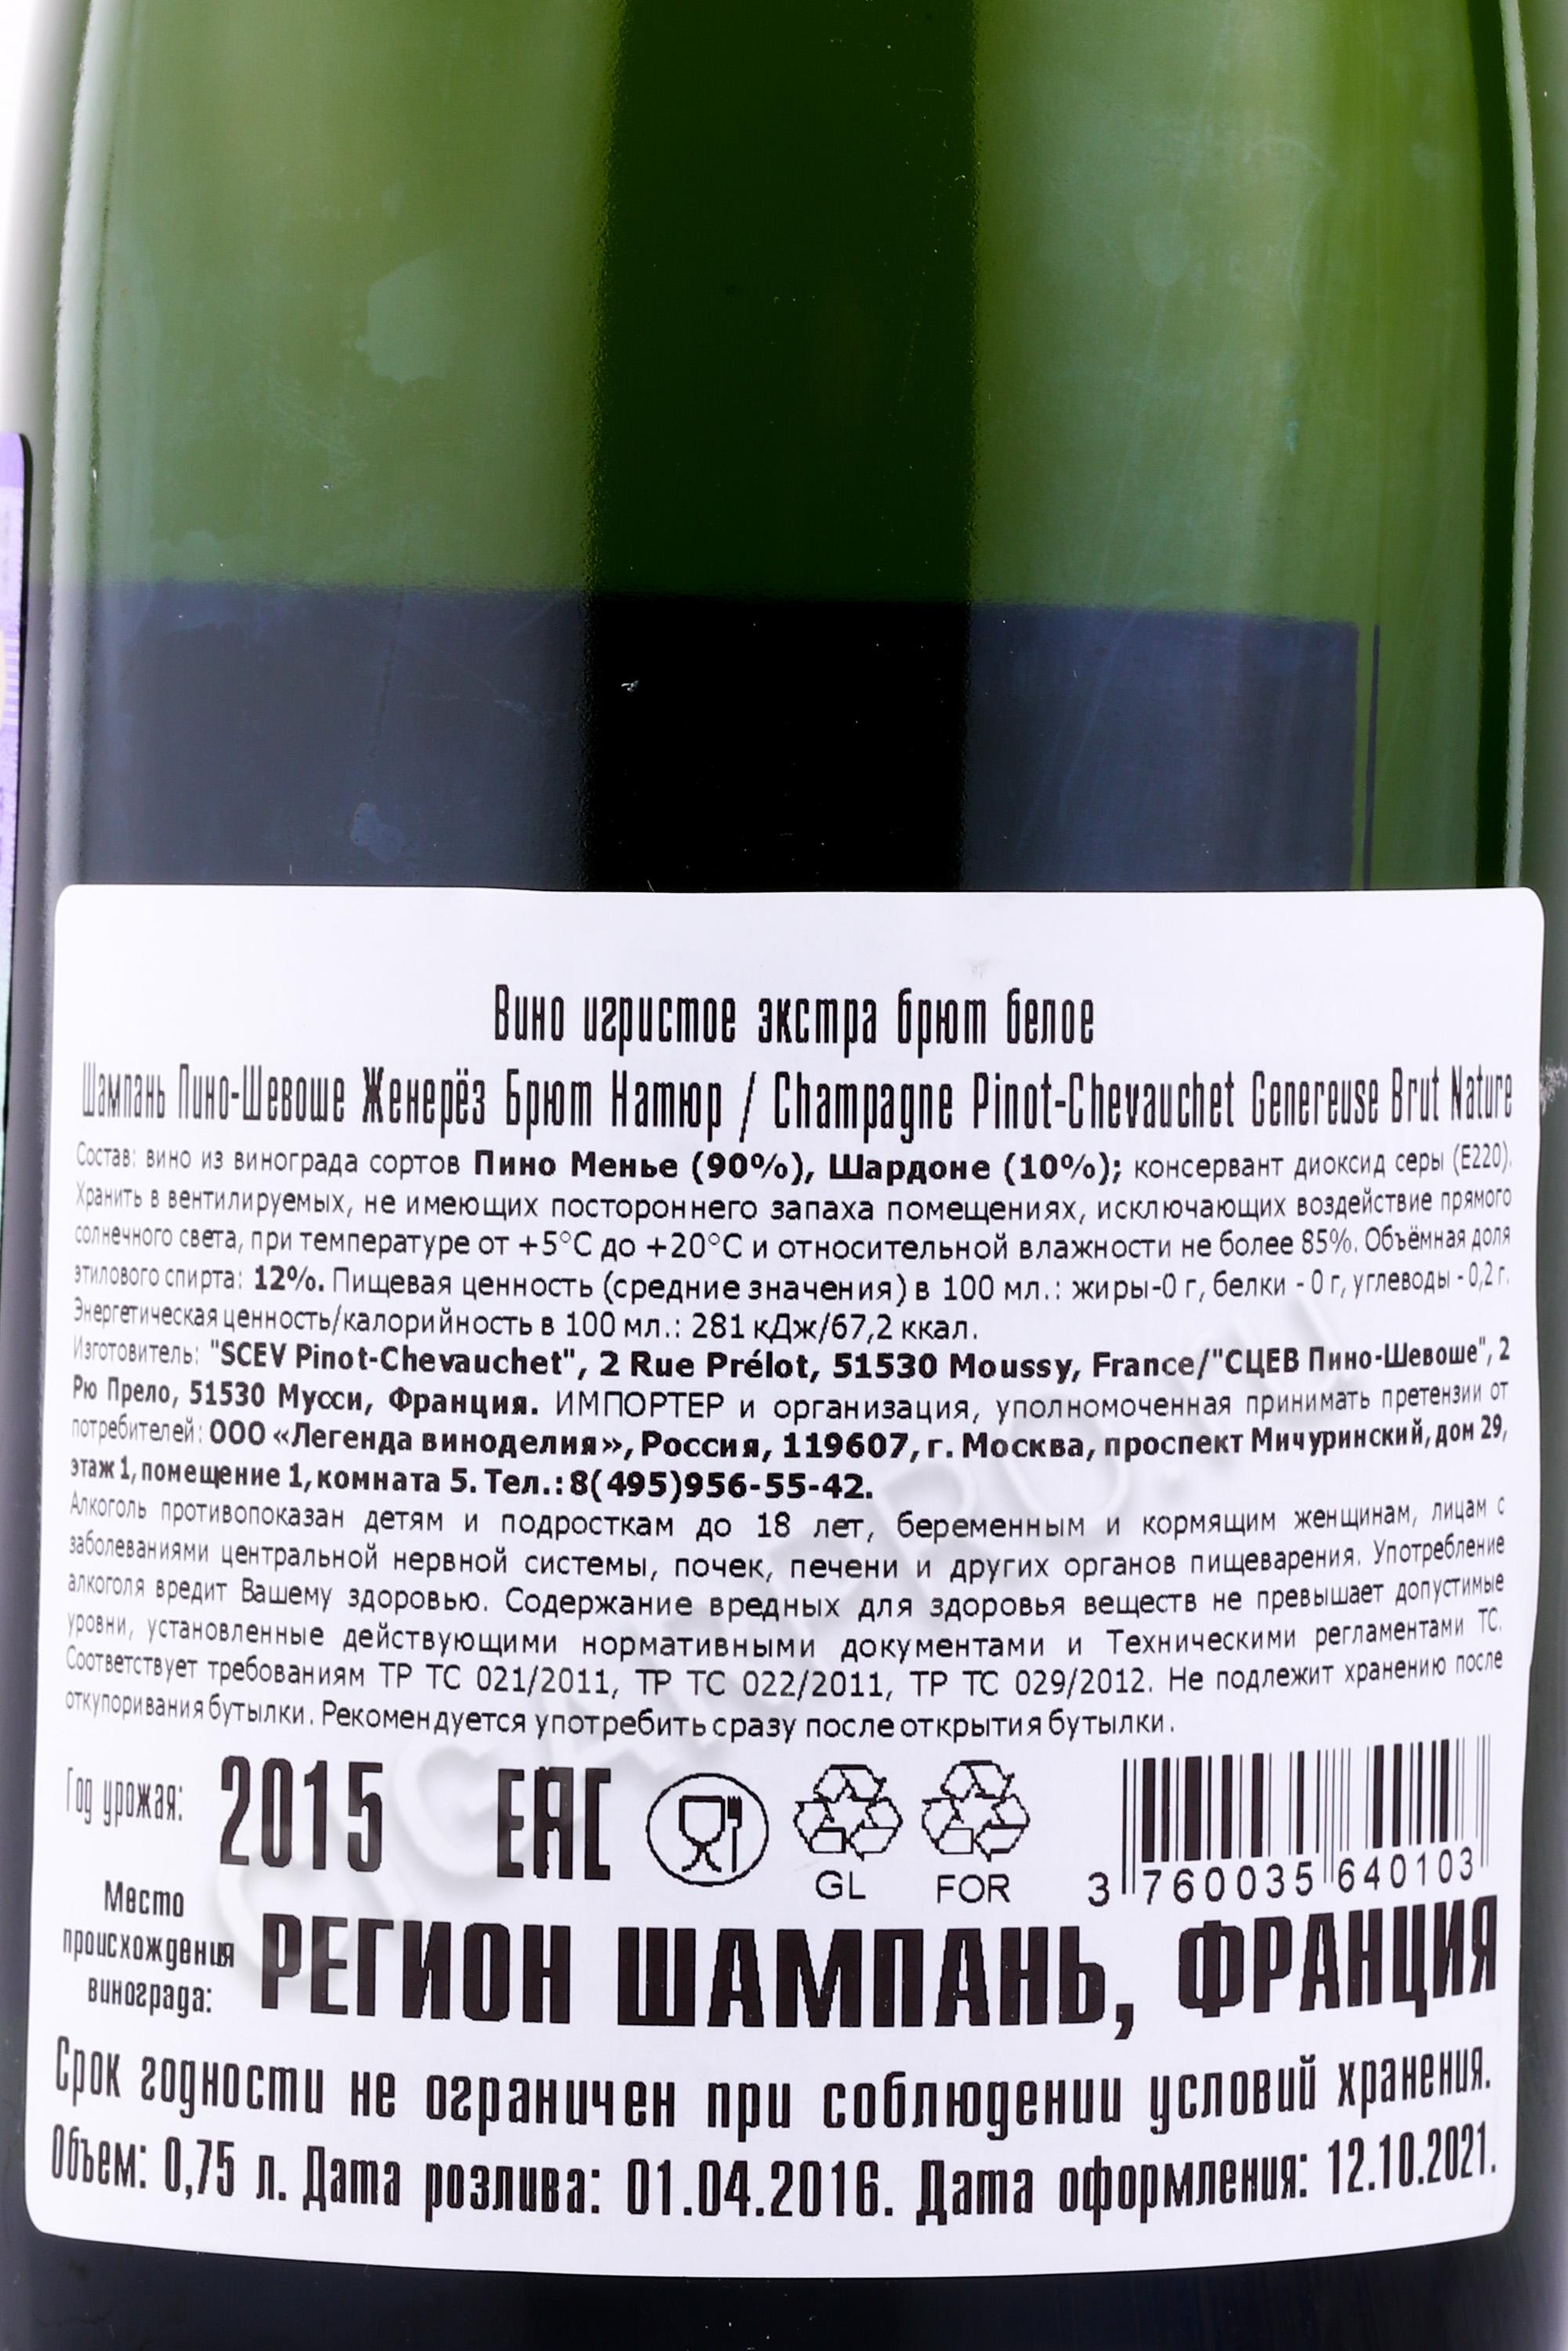 Вино игристое экстра брют белое
Шампань Пино-Шевоше Женерёз Брют Натюр / Champagne Pinot-Chevauchet Genereuse Brut Nature
Состав: вино из винограда сортов Пино Менье (90%), Шардоне (10%); консервант диоксид серы (Е220).
Хранить в вентилируемых, не имеющих постороннего запаха помещениях, исключающих воздействие прямого
солнечного света, при температуре от +5°С до +20°С и относительной влажности не более 85%. Объёмная доля
этилового спирта: 12%. Пищевая ценность (средние значения) в 100 мл.: жиры-0 г, белки - 0 г, углеводы - 0,2 г.
Энергетическая ценность/калорийность в 100 мл.: 281 кДж/67,2 ккал.
Изготовитель: "SCEV Pinot-Chevauchet", 2 Rue Prélot, 51530 Moussy, France/"СЦЕВ Пино-Шевоше", 2
Рю Прело, 51530 Мусси, Франция. ИМПОРТЕР и организация, уполномоченная принимать претензии от
потребителей: ООО «Легенда виноделия», Россия, 119607, г. Москва, проспект Мичуринский, дом 29,
этаж 1, помещение 1, комната 5. Тел.: 8(495)956-55-42.
Алкоголь противопоказан детям и подросткам до 18 лет, беременным и кормящим женщинам, лицам с
заболеваниями центральной нервной системы, почек, печени и других органов пищеварения. Употребление
алкоголя вредит Вашему здоровью. Содержание вредных для здоровья веществ не превышает допустимые
уровни, установленные действующими нормативными документами и Техническими регламентами ТС.
Соответствует требованиям ТР ТС 021/2011, ТР ТС 022/2011, ТР ТС 029/2012. Не подлежит хранению после
откупоривания бутылки. Рекомендуется употребить сразу после открытия бутылки.
Год урожая: 2015 EAC
GL FOR
3 760035 640103
Место
происхождения
винограда:
РЕГИОН ШАМПАНЬ, ФРАНЦИЯ
Срок годности не ограничен при соблюдении условий хранения.
Объем: 0,75 л. Дата розлива: 01.04.2016. Дата оформления: 12.10.2021.
CIGARPRO.ru